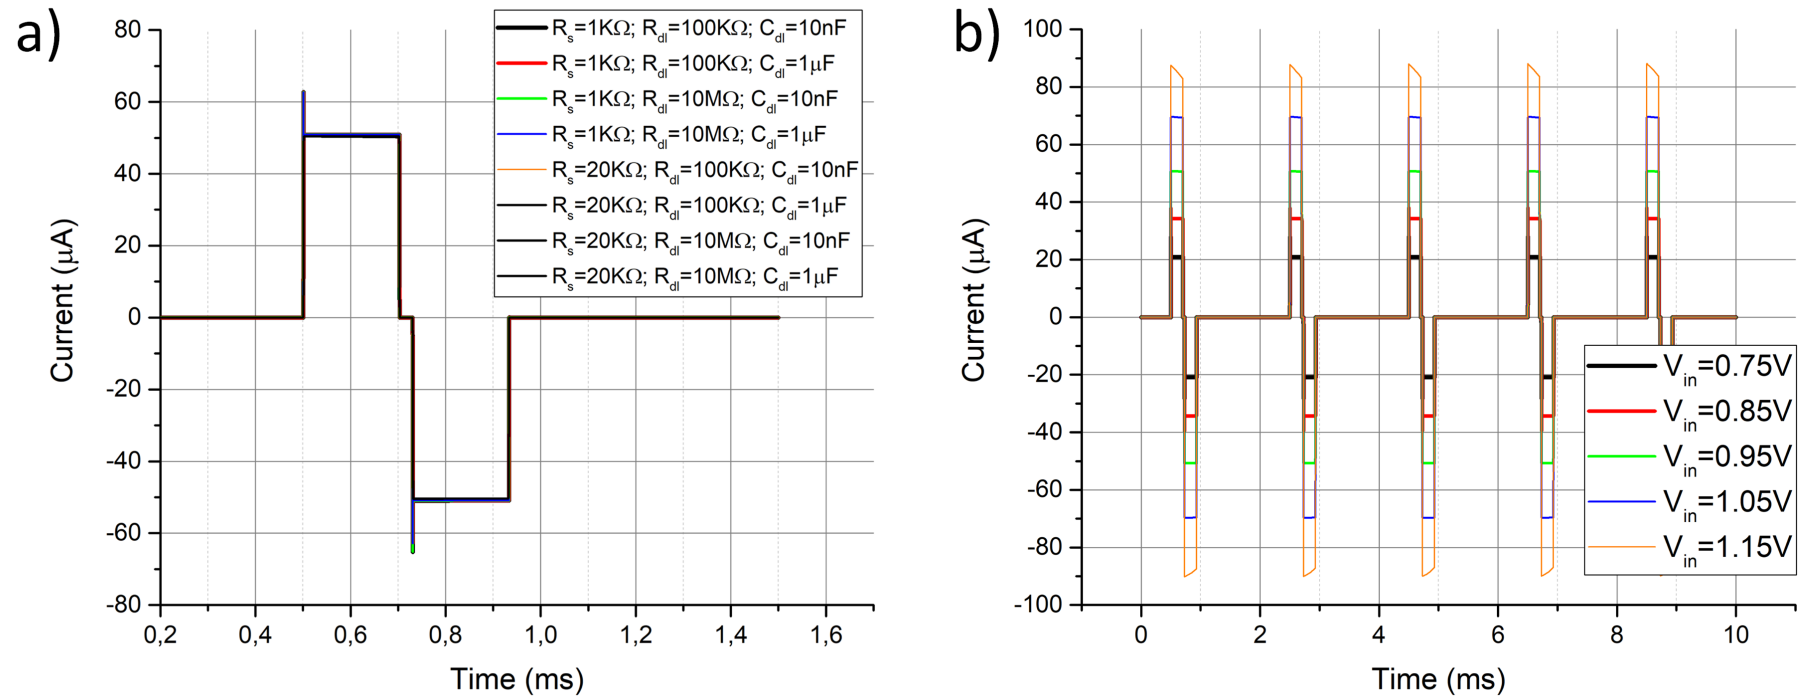 a)
80
60
40
20
0
-20
-40
-60
-80
Current (μA)
0,2 0,4 0,6 0,8 1,0 1,2 1,4 1,6
Time (ms)
Rs=1KΩ; Rdl=100KΩ; Cdl=10nF
Rs=1KΩ; Rdl=100KΩ; Cdl=1μF
Rs=1KΩ; Rdl=10MΩ; Cdl=10nF
Rs=1KΩ; Rdl=10MΩ; Cdl=1μF
Rs=20KΩ; Rdl=100KΩ; Cdl=10nF
Rs=20KΩ; Rdl=100KΩ; Cdl=1μF
Rs=20KΩ; Rdl=10MΩ; Cdl=10nF
Rs=20KΩ; Rdl=10MΩ; Cdl=1μF
b)
100
80
60
40
20
0
-20
-40
-60
-80
-100
Current (μA)
0 2 4 6 8 10
Time (ms)
Vin=0.75V
Vin=0.85V
Vin=0.95V
Vin=1.05V
Vin=1.15V